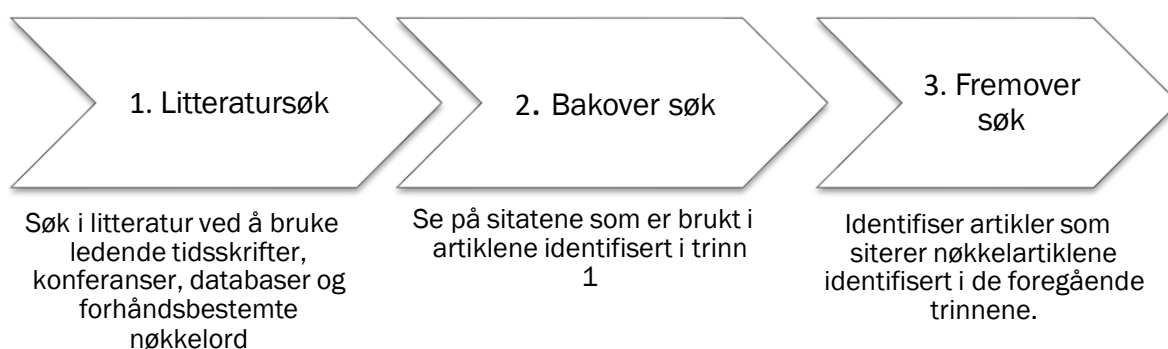 1. Litteratursøk
Søk i litteratur ved å bruke
ledende tidsskrifter,
konferanser, databaser og
forhåndsbestemte
nøkkelord
2. Bakover søk
Se på sitatene som er brukt i
artiklene identifisert i trinn
1
3. Fremover
søk
Identifiser artikler som
siterer nøkkelartiklene
identifisert i de foregående
trinnene.